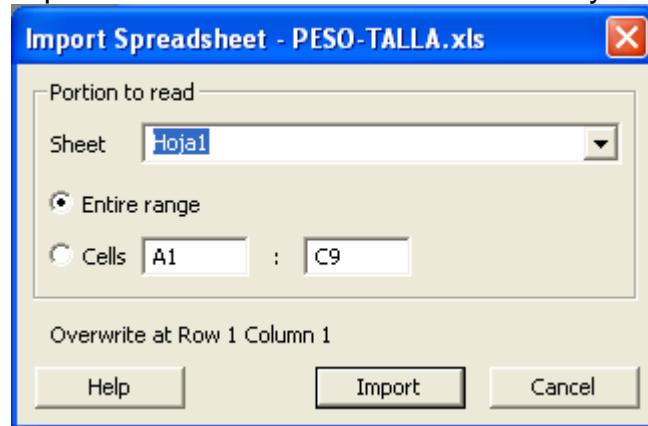 Import Spreadsheet - PESO-TALLA.xls
Portion to read
Sheet Hoja1
Entire range
Cells A1 : C9
Overwrite at Row 1 Column 1
Help Import Cancel